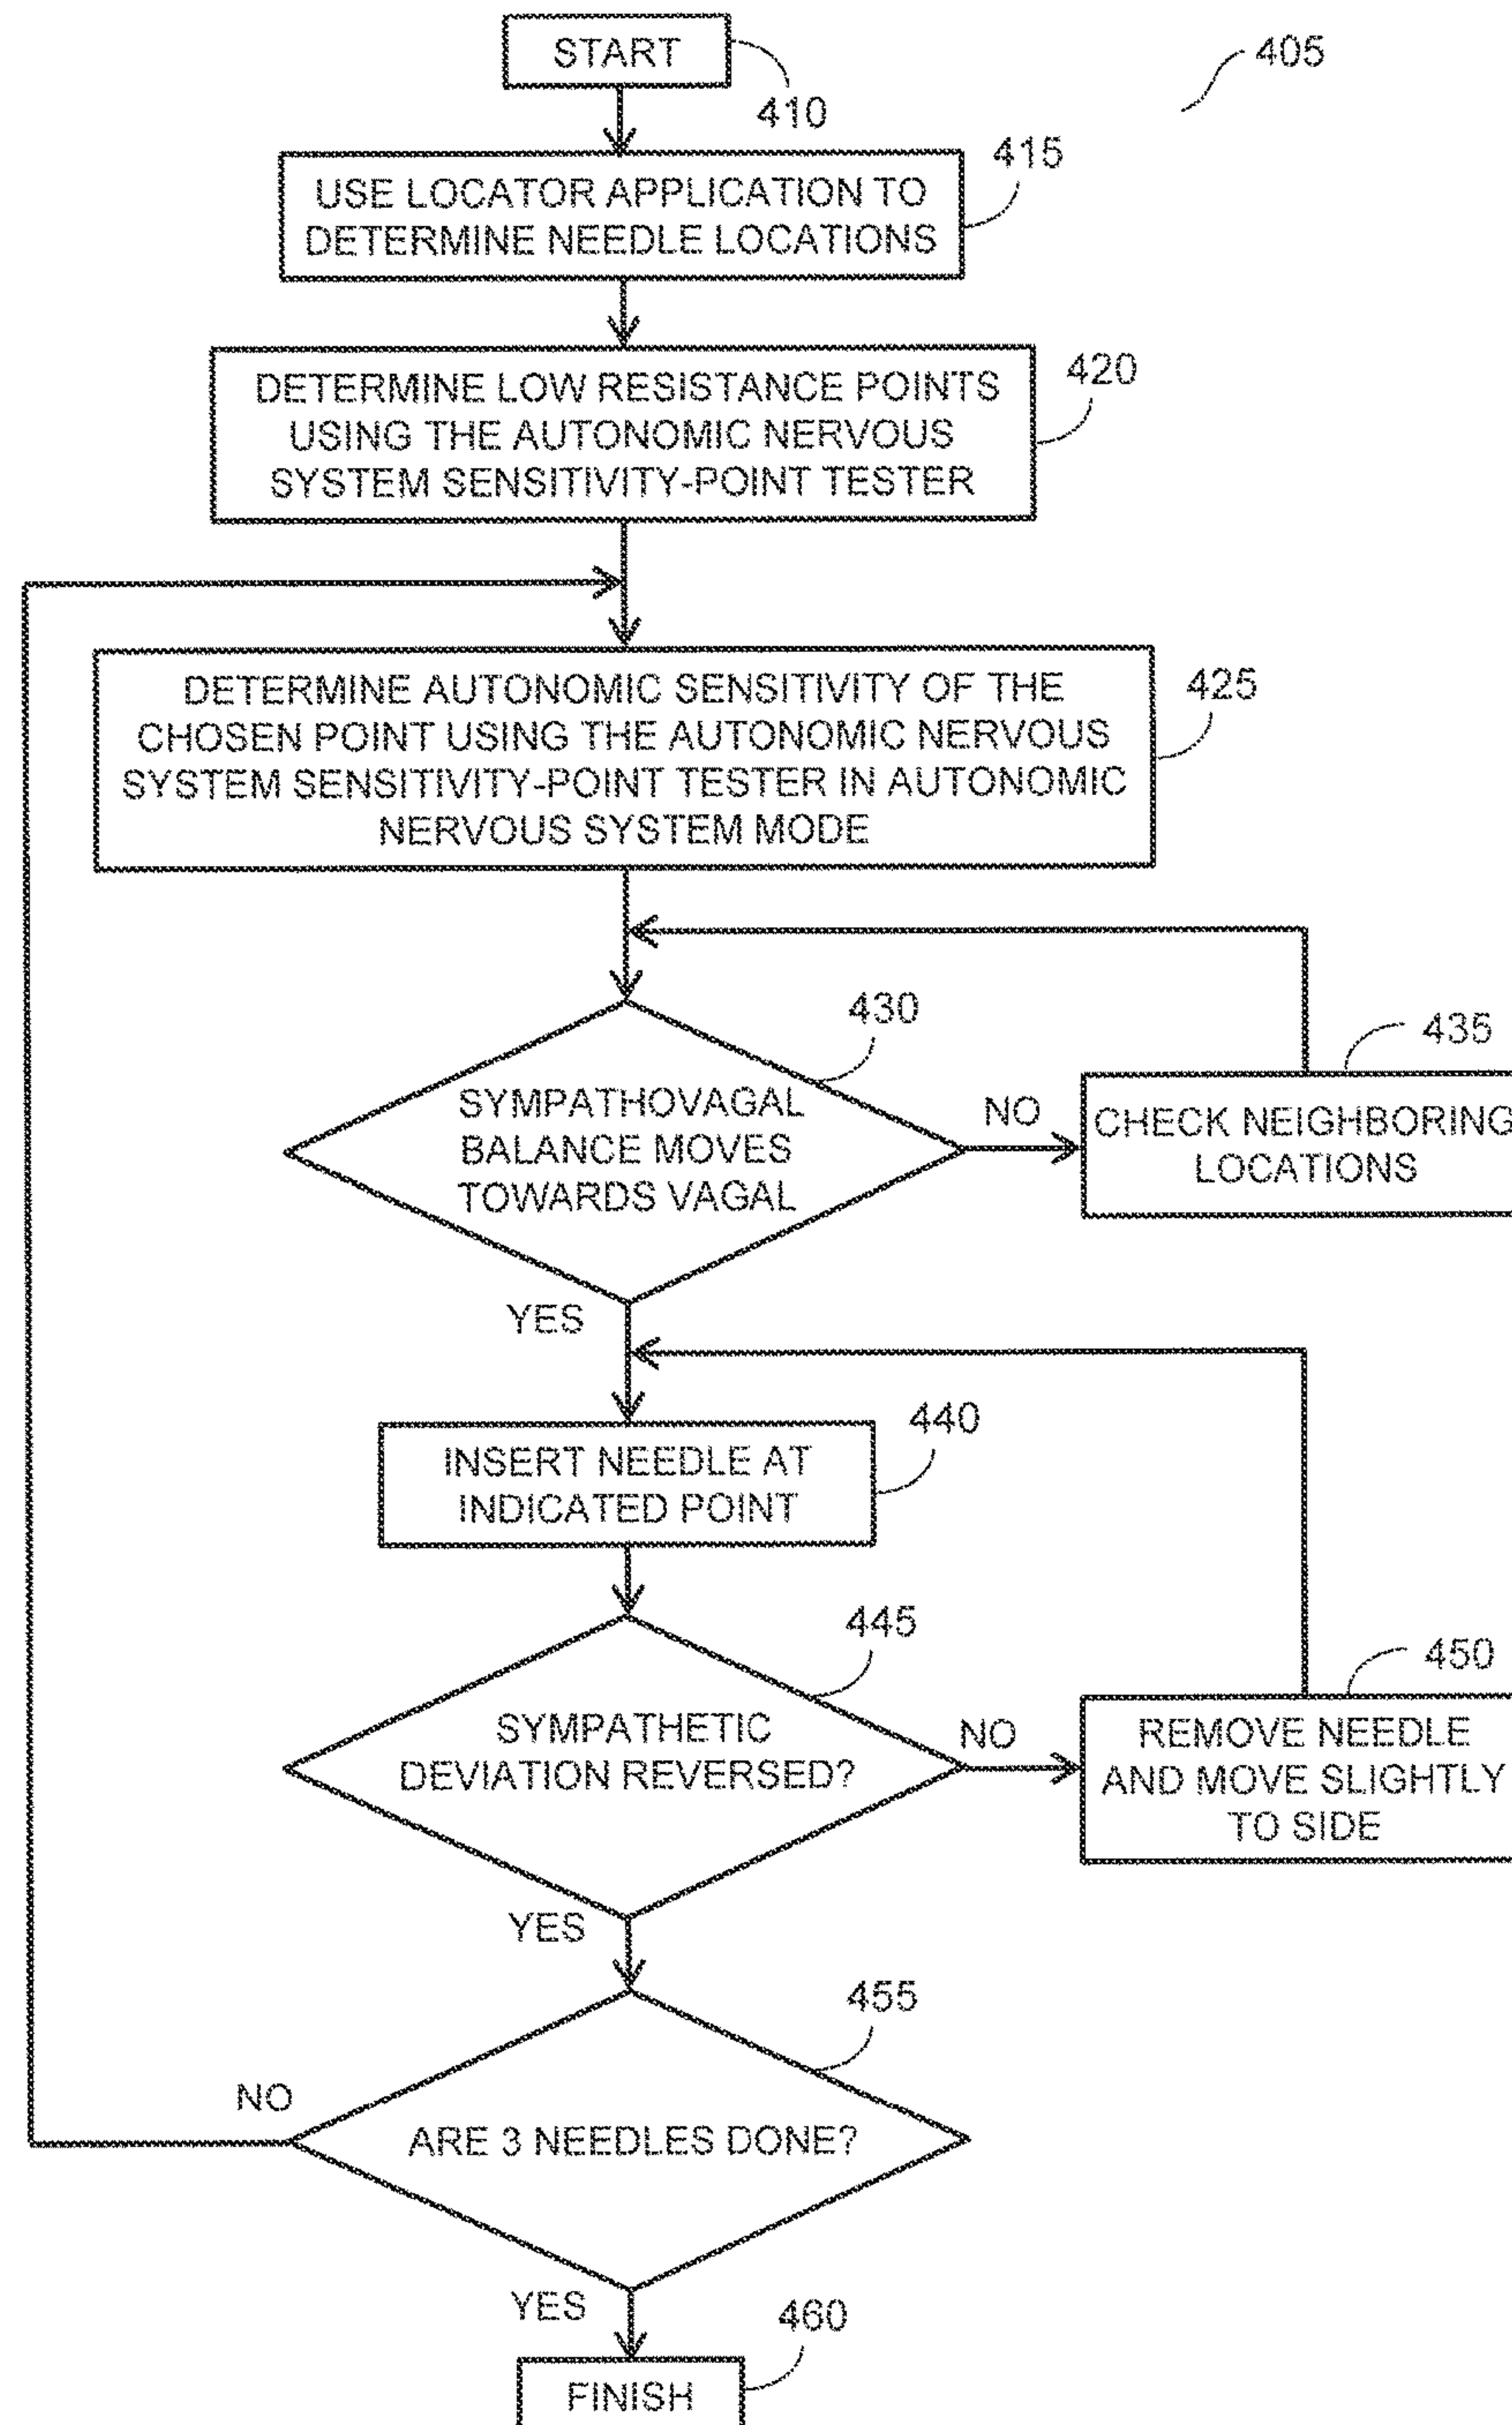 START
405
410
USE LOCATOR APPLICATION TO
DETERMINE NEEDLE LOCATIONS
415
DETERMINE LOW RESISTANCE POINTS
USING THE AUTONOMIC NERVOUS
SYSTEM SENSITIVITY-POINT TESTER
420
DETERMINE AUTONOMIC SENSITIVITY OF THE
CHOSEN POINT USING THE AUTONOMIC NERVOUS
SYSTEM SENSITIVITY-POINT TESTER IN AUTONOMIC
NERVOUS SYSTEM MODE
425
430
SYMPATHOVAGAL
BALANCE MOVES
TOWARDS VAGAL
NO
435
CHECK NEIGHBORING
LOCATIONS
YES
440
INSERT NEEDLE AT
INDICATED POINT
445
SYMPATHETIC
DEVIATION REVERSED?
NO
450
REMOVE NEEDLE
AND MOVE SLIGHTLY
TO SIDE
YES
455
NO
ARE 3 NEEDLES DONE?
YES
460
FINISH